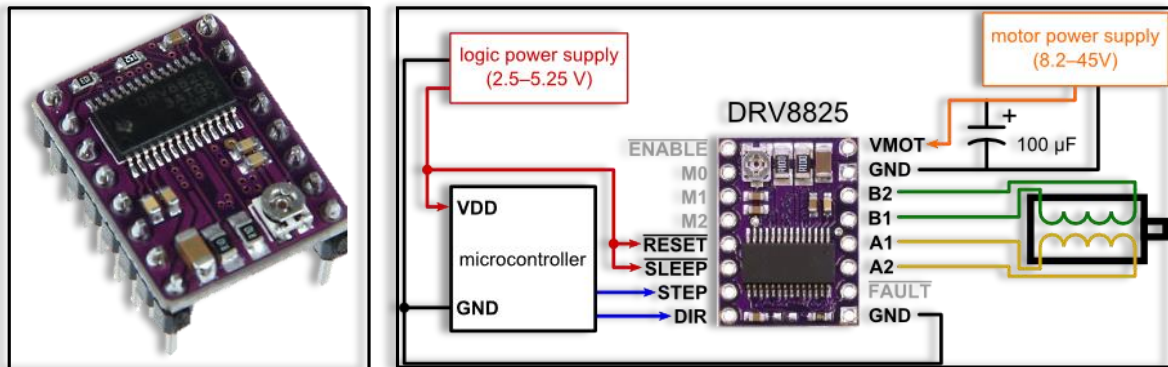 logic power supply
(2.5–5.25 V)
motor power supply
(8.2–45V)
DRV8825
ENABLE
M0
M1
M2
RESET
SLEEP
STEP
DIR
VMOT
GND
B2
B1
A1
A2
FAULT
GND
+
100 µF
VDD
microcontroller
GND